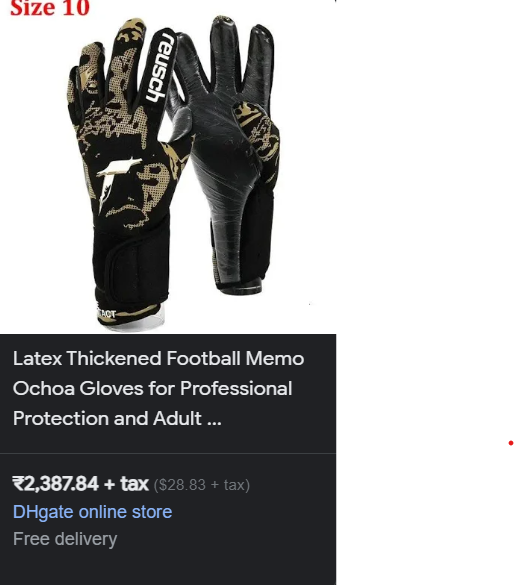 Size 10
reusch
ACT
Latex Thickened Football Memo
Ochoa Gloves for Professional
Protection and Adult ...
₹2,387.84 + tax ($28.83 + tax)
DHgate online store
Free delivery